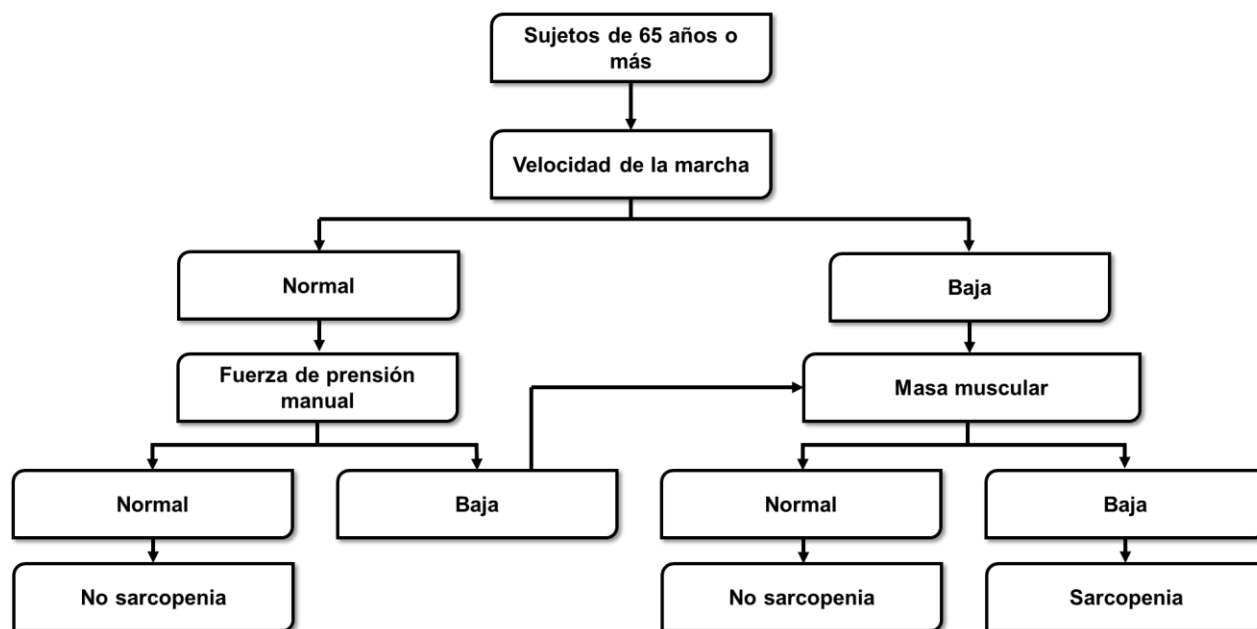 Sujetos de 65 años o
más
Velocidad de la marcha
Normal
Baja
Fuerza de prensión
manual
Masa muscular
Normal
Baja
Normal
Baja
No sarcopenia
No sarcopenia
Sarcopenia